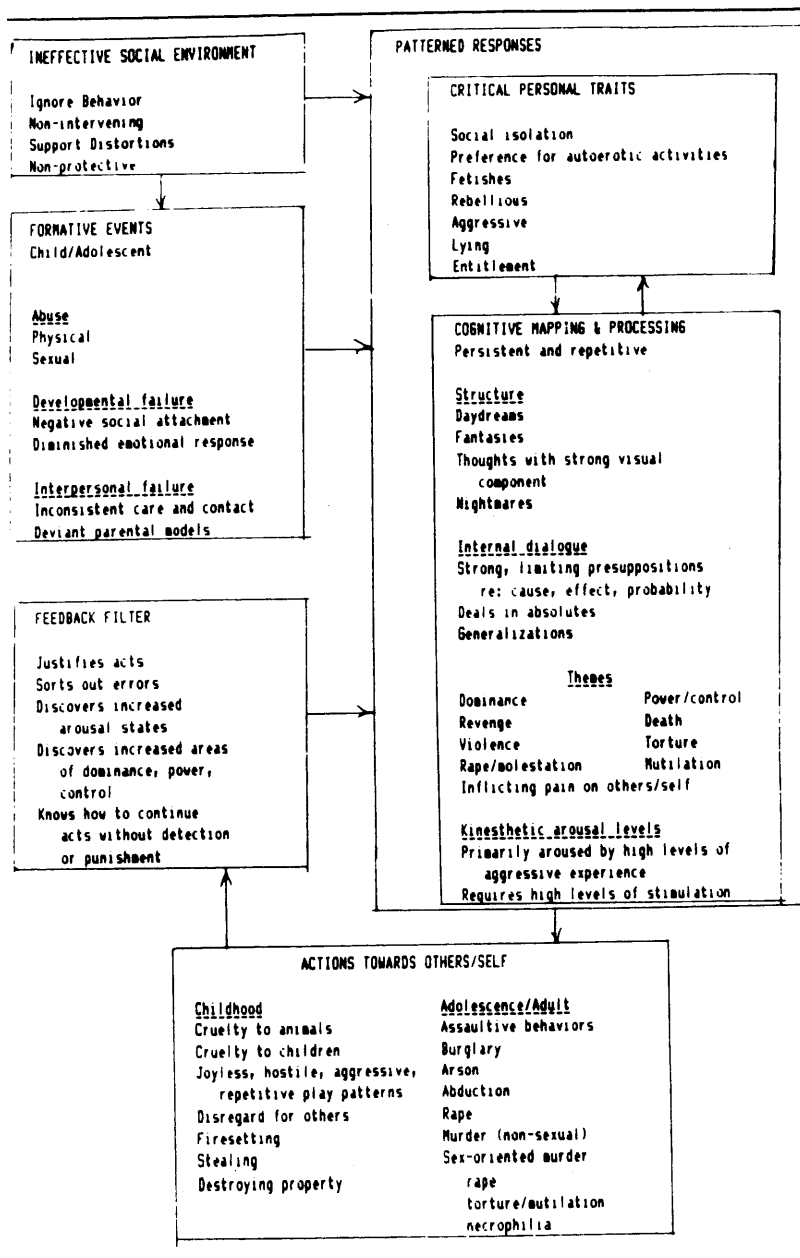 INEFFECTIVE SOCIAL ENVIRONMENT
Ignore Behavior
Non-intervening
Support Distortions
Non-protective
FORMATIVE EVENTS
Child/Adolescent
Abuse
Physical
Sexual
Developmental failure
Negative social attachment
Diminished emotional response
Interpersonal failure
Inconsistent care and contact
Deviant parental models
FEEDBACK FILTER
Justifies acts
Sorts out errors
Discovers increased
arousal states
Discovers increased areas
of dominance, power,
control
Knows how to continue
acts without detection
or punishment
PATTERNED RESPONSES
CRITICAL PERSONAL TRAITS
Social isolation
Preference for autoerotic activities
Fetishes
Rebellious
Aggressive
Lying
Entitlement
COGNITIVE MAPPING & PROCESSING
Persistent and repetitive
Structure
Daydreams
Fantasies
Thoughts with strong visual
component
Nightmares
Internal dialogue
Strong, limiting presuppositions
re: cause, effect, probability
Deals in absolutes
Generalizations
Themes
Dominance Power/control
Revenge Death
Violence Torture
Rape/molestation Mutilation
Inflicting pain on others/self
Kinesthetic arousal levels
Primarily aroused by high levels of
aggressive experience
Requires high levels of stimulation
ACTIONS TOWARDS OTHERS/SELF
Childhood
Cruelty to animals
Cruelty to children
Joyless, hostile, aggressive,
repetitive play patterns
Disregard for others
Firesetting
Stealing
Destroying property
Adolescence/Adult
Assaultive behaviors
Burglary
Arson
Abduction
Rape
Murder (non-sexual)
Sex-oriented murder
rape
torture/mutilation
necrophilia